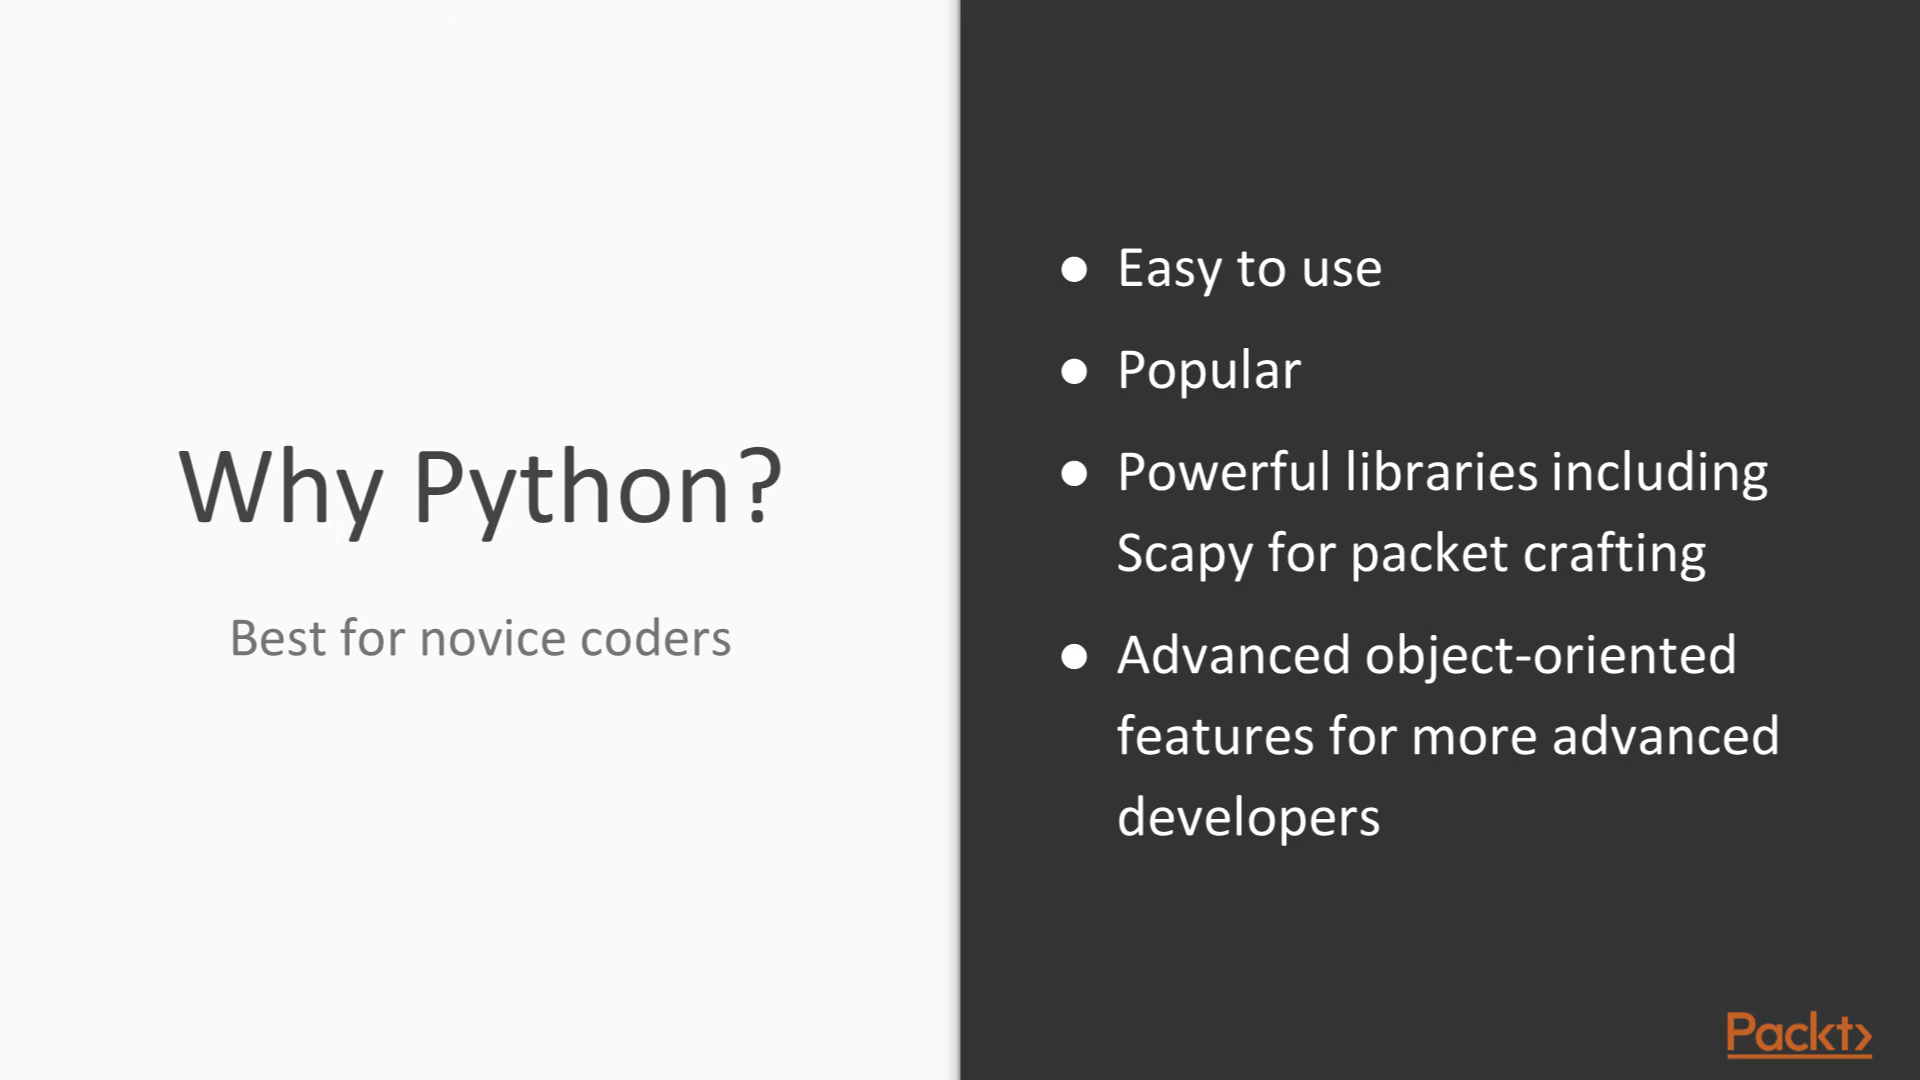 Why Python?
Best for novice coders
● Easy to use
● Popular
● Powerful libraries including
Scapy for packet crafting
● Advanced object-oriented
features for more advanced
developers
Packt>